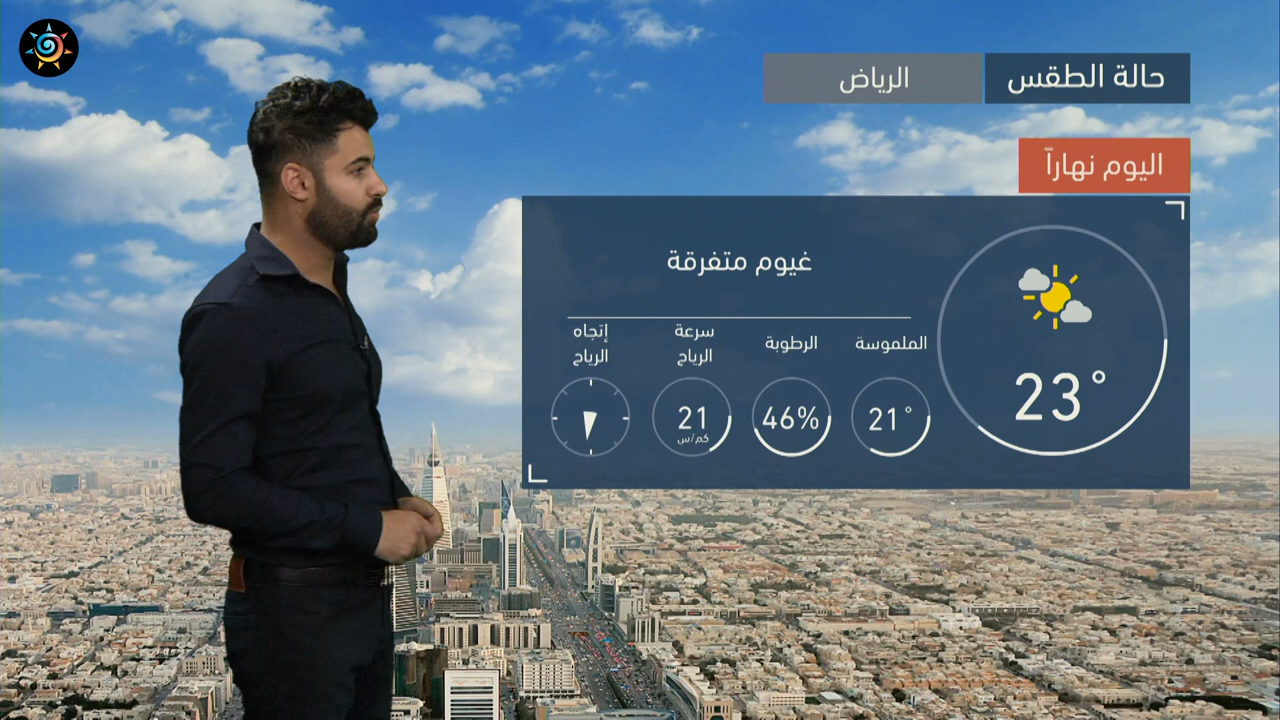 حالة الطقس
الرياض
اليوم نهاراً
غيوم متفرقة
23°
الملموسة
21°
الرطوبة
46%
سرعة
الرياح
21
كم/س
إتجاه
الرياح